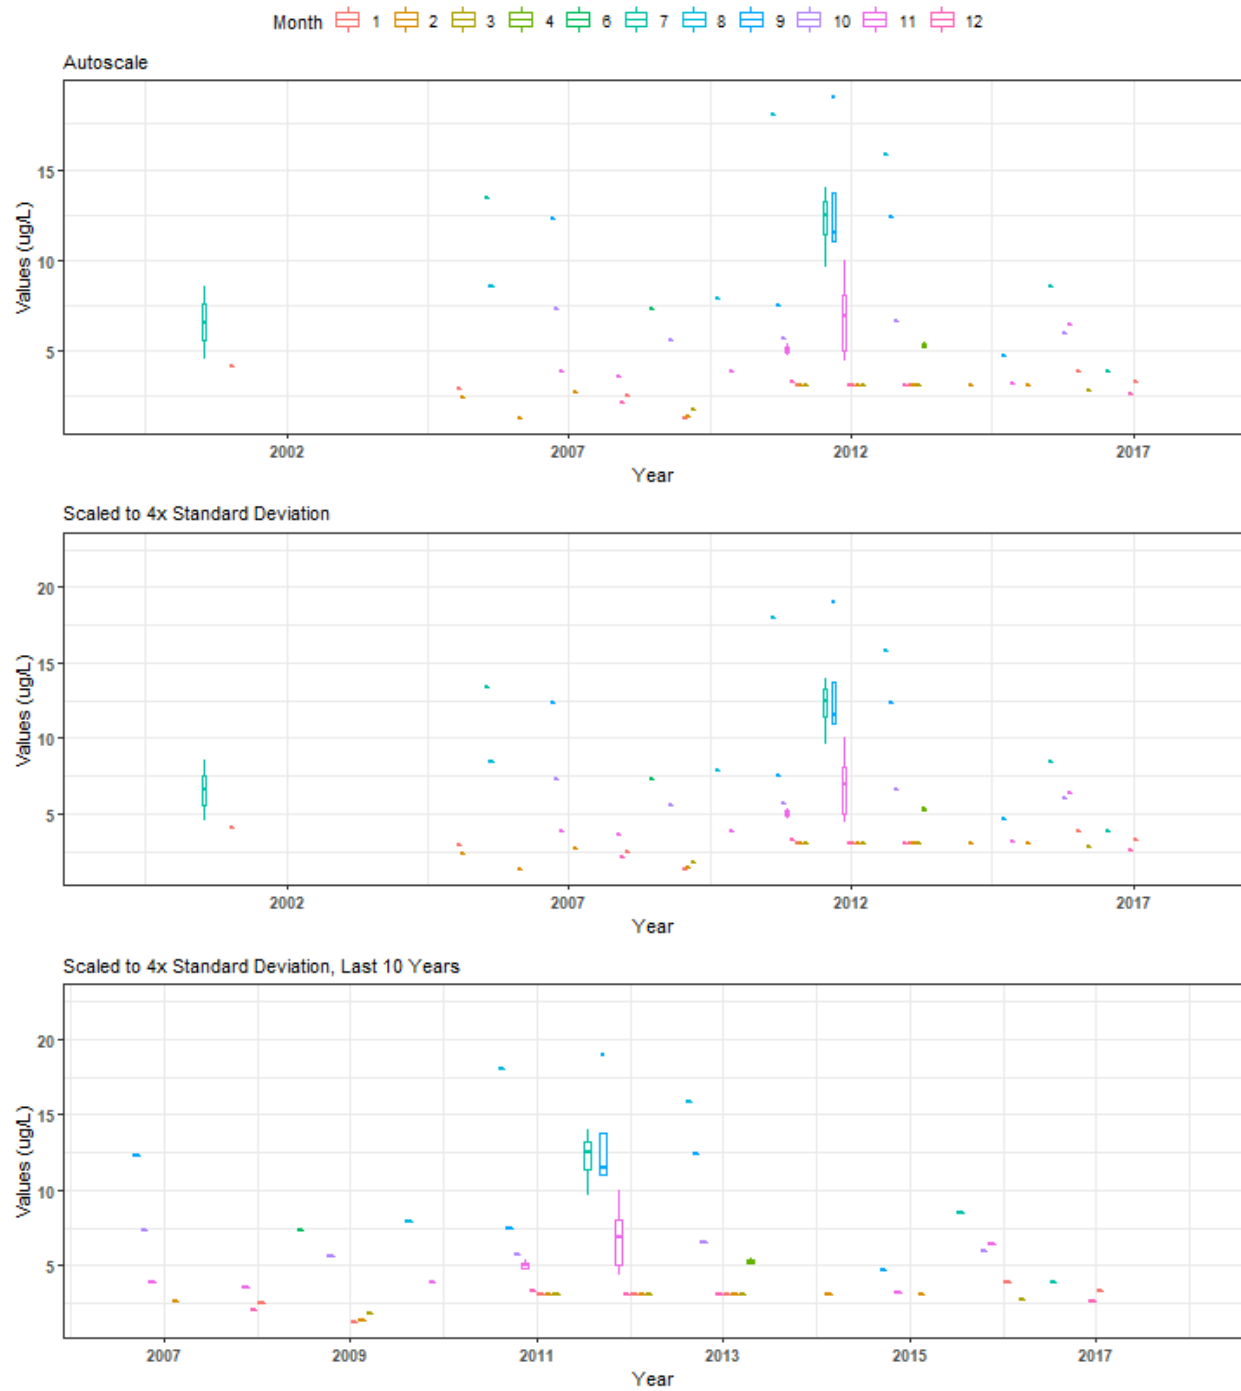 Month 1 2 3 4 6 7 8 9 10 11 12
Autoscale
Values (ug/L)
15
10
5
2002 2007 2012 2017
Year
Scaled to 4x Standard Deviation
Values (ug/L)
20
15
10
5
2002 2007 2012 2017
Year
Scaled to 4x Standard Deviation, Last 10 Years
Values (ug/L)
20
15
10
5
2007 2009 2011 2013 2015 2017
Year